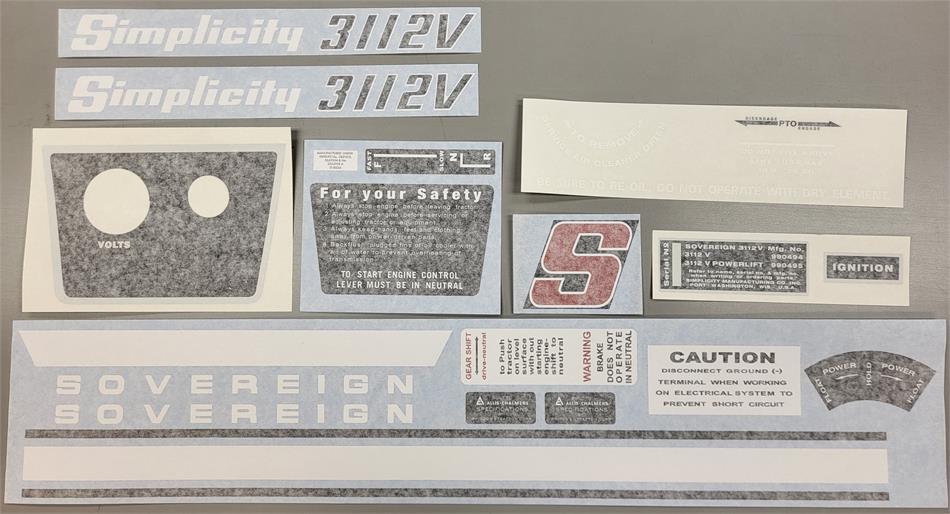 Simplicity 3112V
Simplicity 3112V
DISENGAGE
PTO
ENGAGE
TO REMOVE
BE SURE TO RE-OIL, DO NOT OPERATE WITH DRY ELEMENT
VOLTS
FAST
F
SLOW
N
F
R
For your Safety
1 Always stop engine before leaving tractor.
2 Always stop engine before servicing or
adjusting tractor or equipment.
3 Always keep hands, feet and clothing
away from power-driven parts.
4 Backflush plugged fins of oil cooler with
water to prevent overheating of
transmission.
TO START ENGINE CONTROL
LEVER MUST BE IN NEUTRAL
S
Serial No.
SOVEREIGN 3112V Mfg. No.
3112 V 990494
3112 V POWERLIFT 990495
Refer to name, serial no. & mfg. no.
when writing or ordering parts.
SIMPLICITY MANUFACTURING CO. INC.
PORT WASHINGTON, WIS. U.S.A.
IGNITION
SOVEREIGN
SOVEREIGN
GEAR SHIFT
drive-neutral
to Push
tractor
on level
surface
with out
starting
engine-
shift to
neutral
WARNING
BRAKE
DOES NOT
OPERATE
IN NEUTRAL
ALLIS-CHALMERS
SPECIFICATIONS
ALLIS-CHALMERS
SPECIFICATIONS
CAUTION
DISCONNECT GROUND (-)
TERMINAL WHEN WORKING
ON ELECTRICAL SYSTEM TO
PREVENT SHORT CIRCUIT
FLOAT
POWER
HOLD
POWER
FLOAT